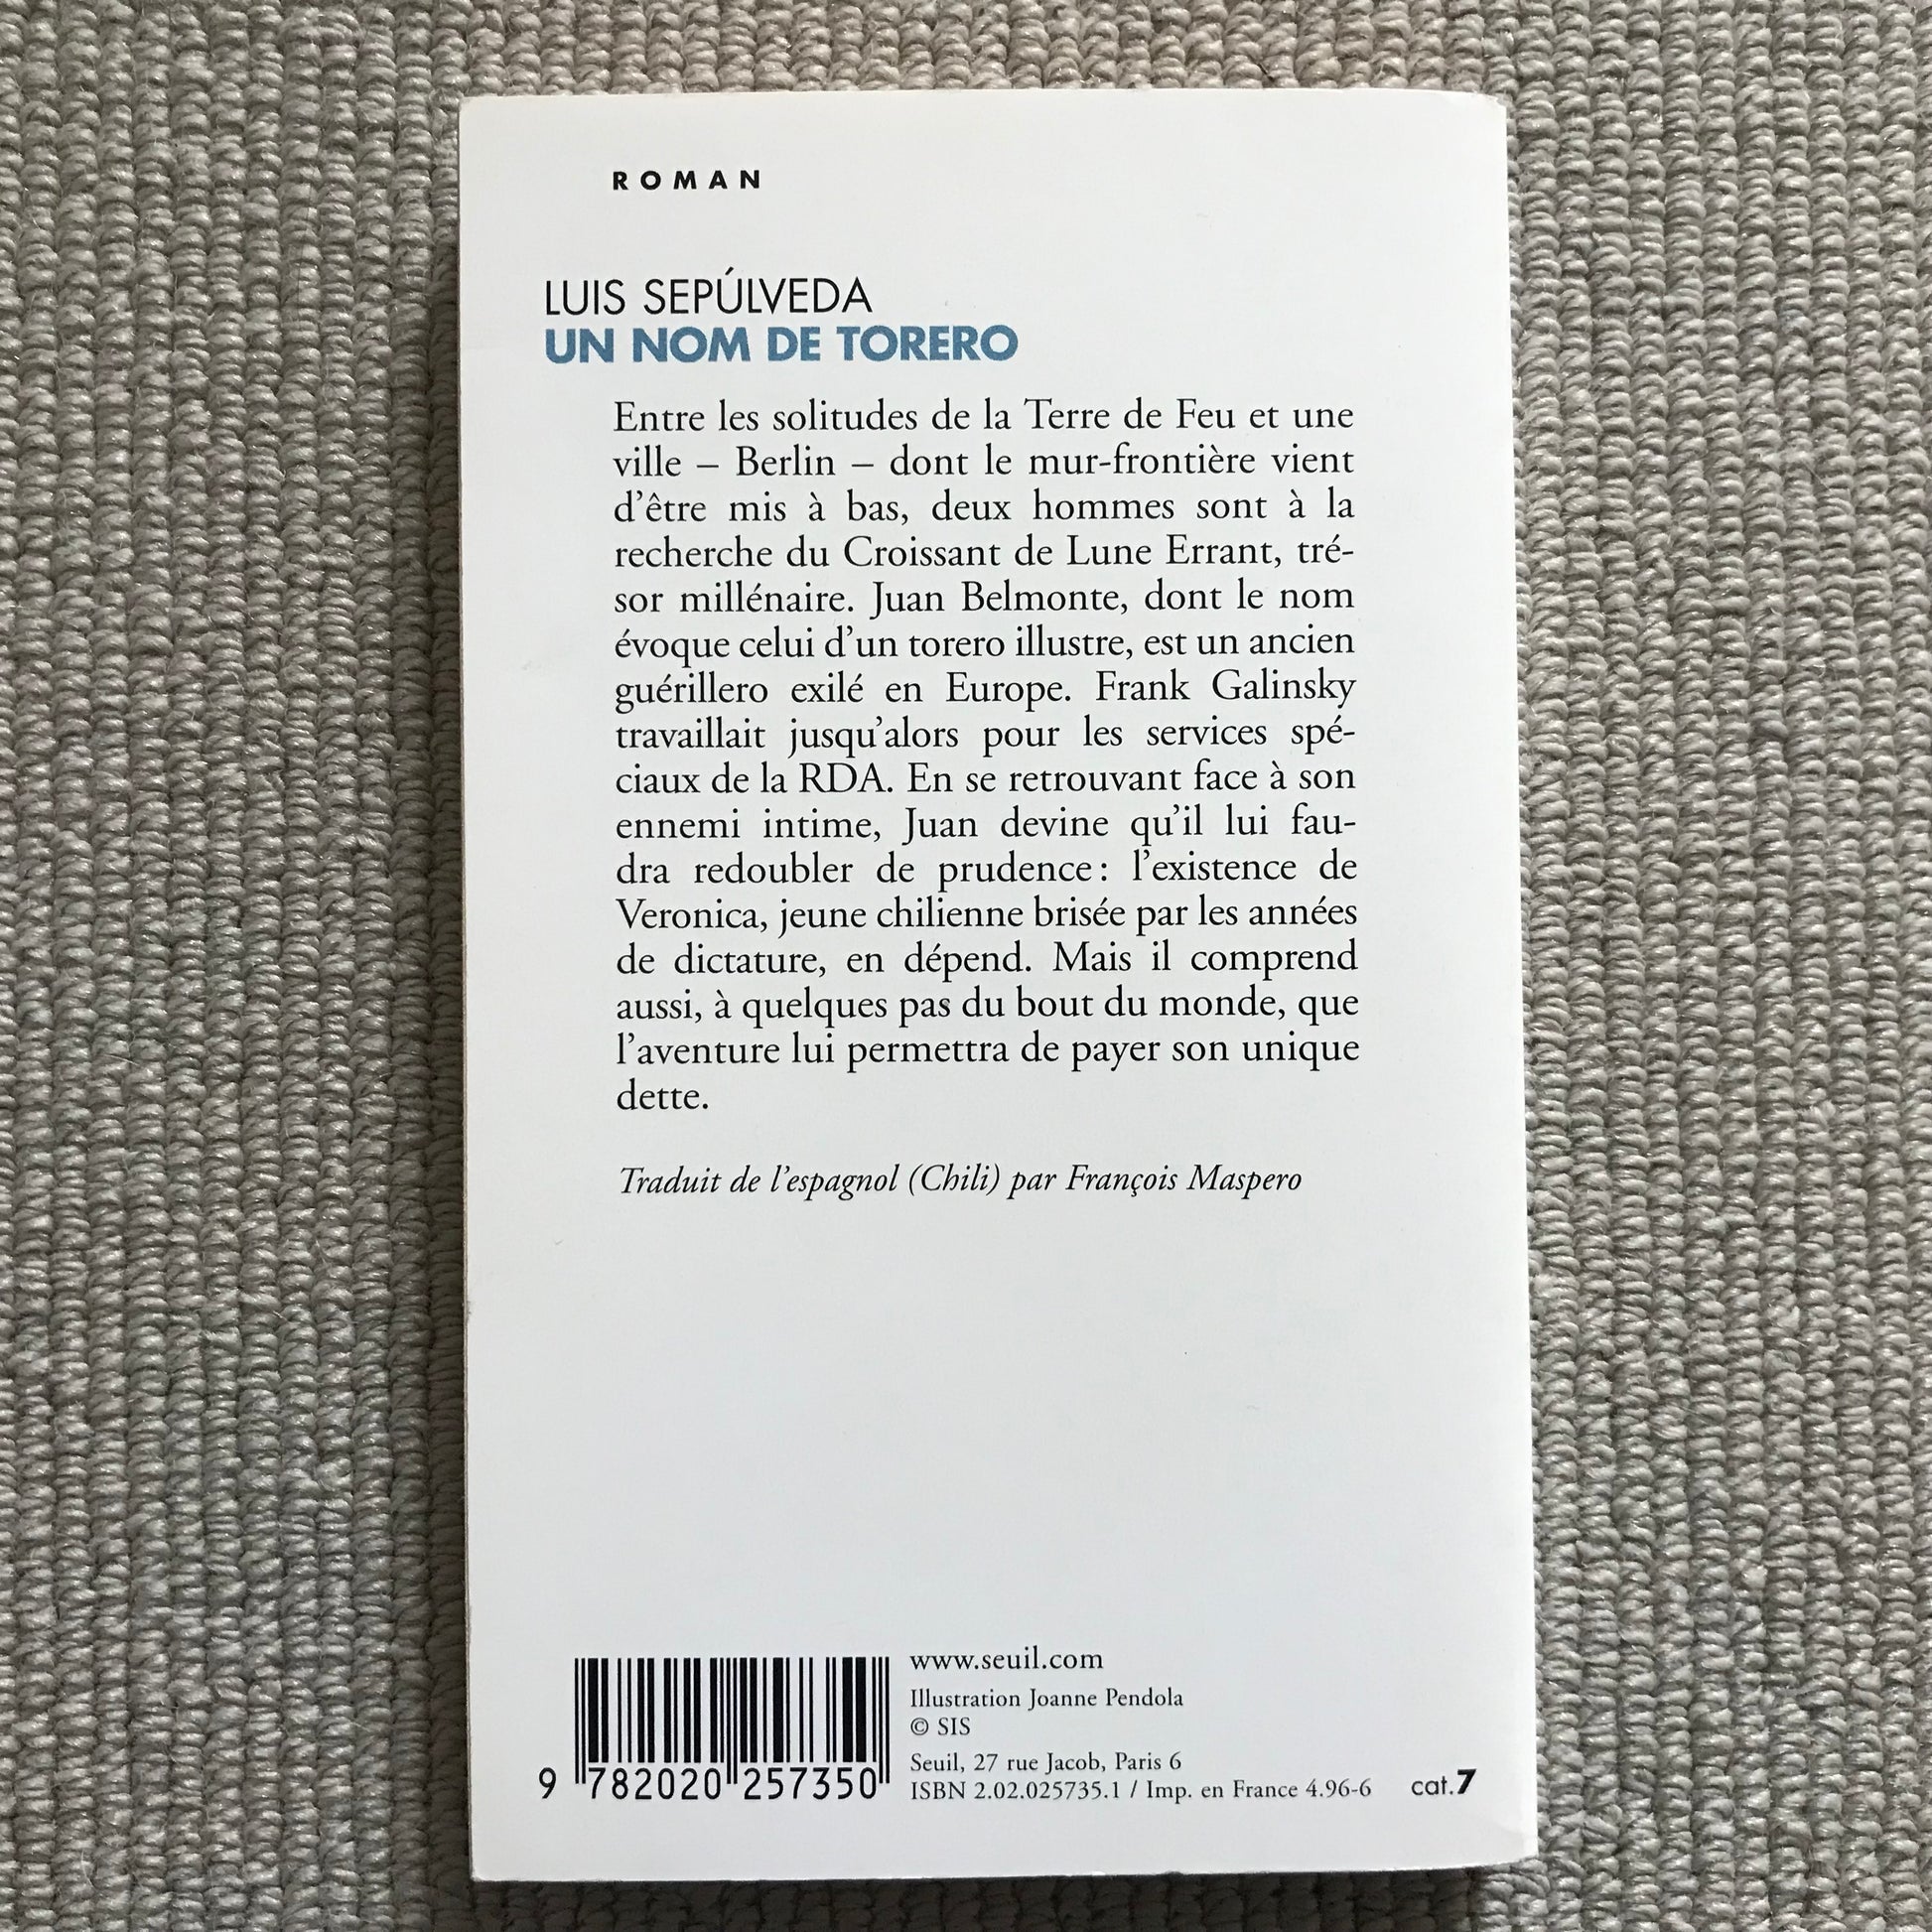 ROMAN
LUIS SEPÚLVEDA
UN NOM DE TORERO
Entre les solitudes de la Terre de Feu et une
ville – Berlin – dont le mur-frontière vient
d’être mis à bas, deux hommes sont à la
recherche du Croissant de Lune Errant, tré-
sor millénaire. Juan Belmonte, dont le nom
évoque celui d’un torero illustre, est un ancien
guérillero exilé en Europe. Frank Galinsky
travaillait jusqu’alors pour les services spé-
ciaux de la RDA. En se retrouvant face à son
ennemi intime, Juan devine qu’il lui fau-
dra redoubler de prudence : l’existence de
Veronica, jeune chilienne brisée par les années
de dictature, en dépend. Mais il comprend
aussi, à quelques pas du bout du monde, que
l’aventure lui permettra de payer son unique
dette.
Traduit de l’espagnol (Chili) par François Maspero
www.seuil.com
Illustration Joanne Pendola
© SIS
Seuil, 27 rue Jacob, Paris 6
ISBN 2.02.025735.1 / Imp. en France 4.96-6
cat.7
9 782020 257350